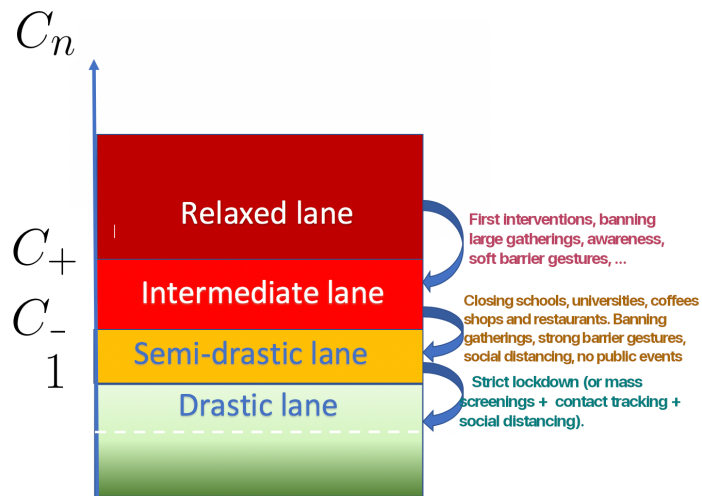 C_n
Relaxed lane
First interventions, banning
large gatherings, awareness,
soft barrier gestures, ...
C_+
Intermediate lane
Closing schools, universities, coffees
shops and restaurants. Banning
gatherings, strong barrier gestures,
social distancing, no public events
C_-
Semi-drastic lane
1
Strict lockdown (or mass
screenings + contact tracking +
social distancing).
Drastic lane